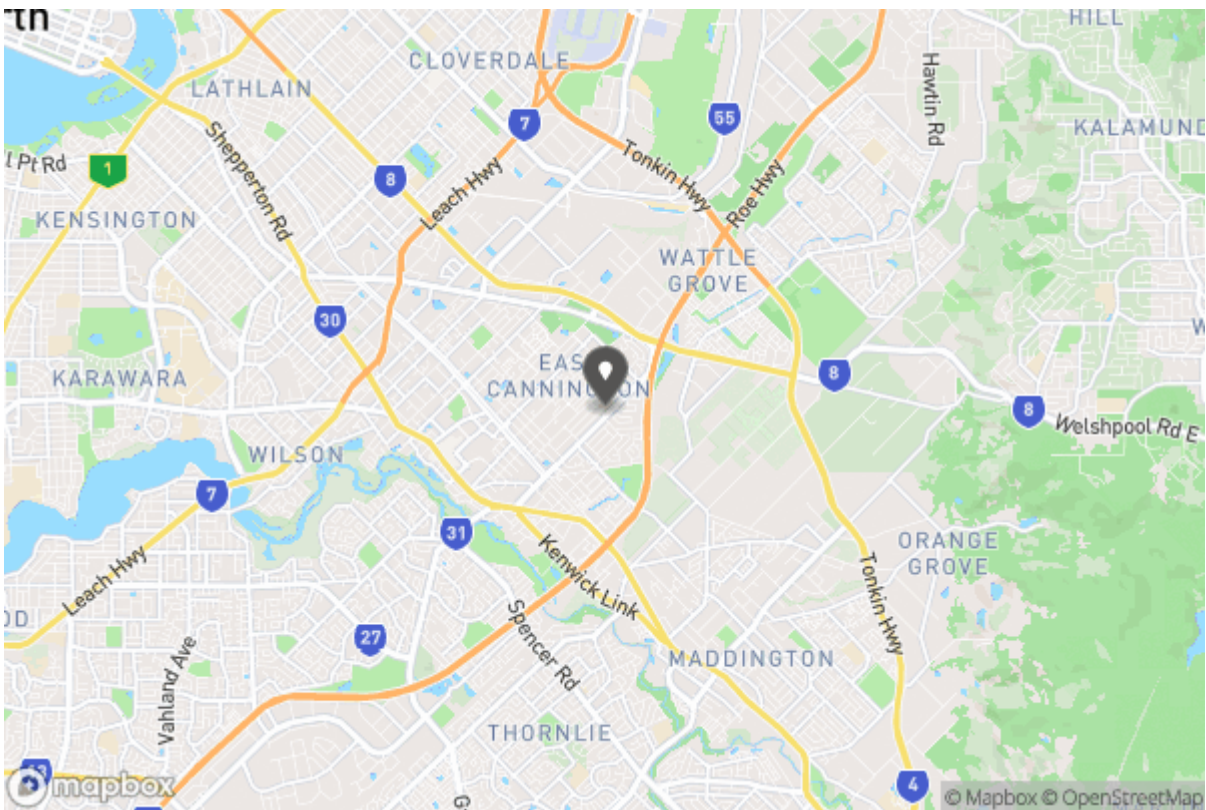 rth
HILL
CLOVERDALE
LATHLAIN
Hawtin Rd
7
55
KALAMUND
l Pt Rd
1
Shepperton Rd
8
Leach Hwy
Tonkin Hwy
Roe Hwy
KENSINGTON
WATTLE
GROVE
30
EAS
CANNINGTON
KARAWARA
8
8
W
Welshpool Rd E
WILSON
7
31
Leach Hwy
Kenwick Link
ORANGE
GROVE
Tonkin Hwy
OD
27
Spencer Rd
Vahland Ave
MADDINGTON
THORNLIE
4
mapbox
© Mapbox © OpenStreetMap